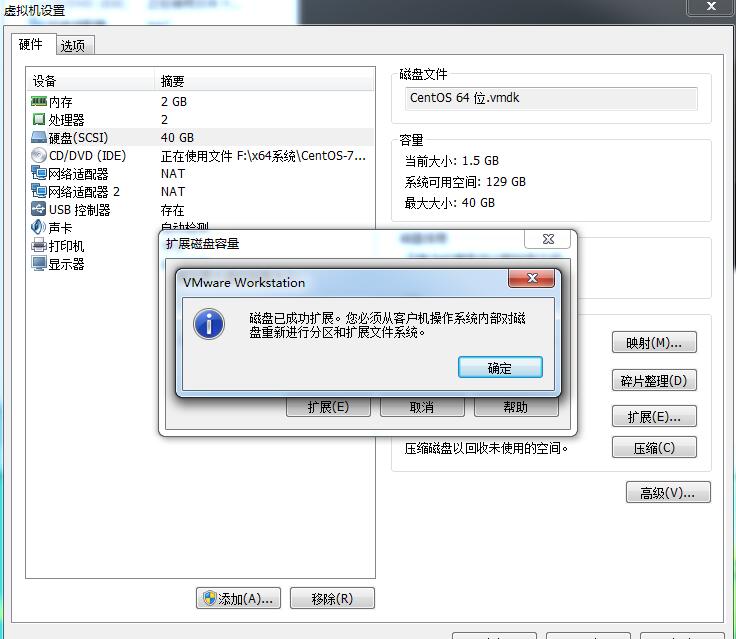 虚拟机设置
硬件 选项
设备 摘要
内存 2 GB
处理器 2
硬盘(SCSI) 40 GB
CD/DVD (IDE) 正在使用文件 F:\x64系统\CentOS-7...
网络适配器 NAT
网络适配器 2 NAT
USB 控制器 存在
声卡 自动检测
打印机
显示器
磁盘文件
CentOS 64 位.vmdk
容量
当前大小: 1.5 GB
系统可用空间: 129 GB
最大大小: 40 GB
扩展磁盘容量
VMware Workstation
磁盘已成功扩展。您必须从客户机操作系统内部对磁
盘重新进行分区和扩展文件系统。
确定
扩展(E) 取消 帮助
映射(M)...
碎片整理(D)
扩展(E)...
压缩磁盘以回收未使用的空间。
压缩(C)
高级(V)...
添加(A)... 移除(R)